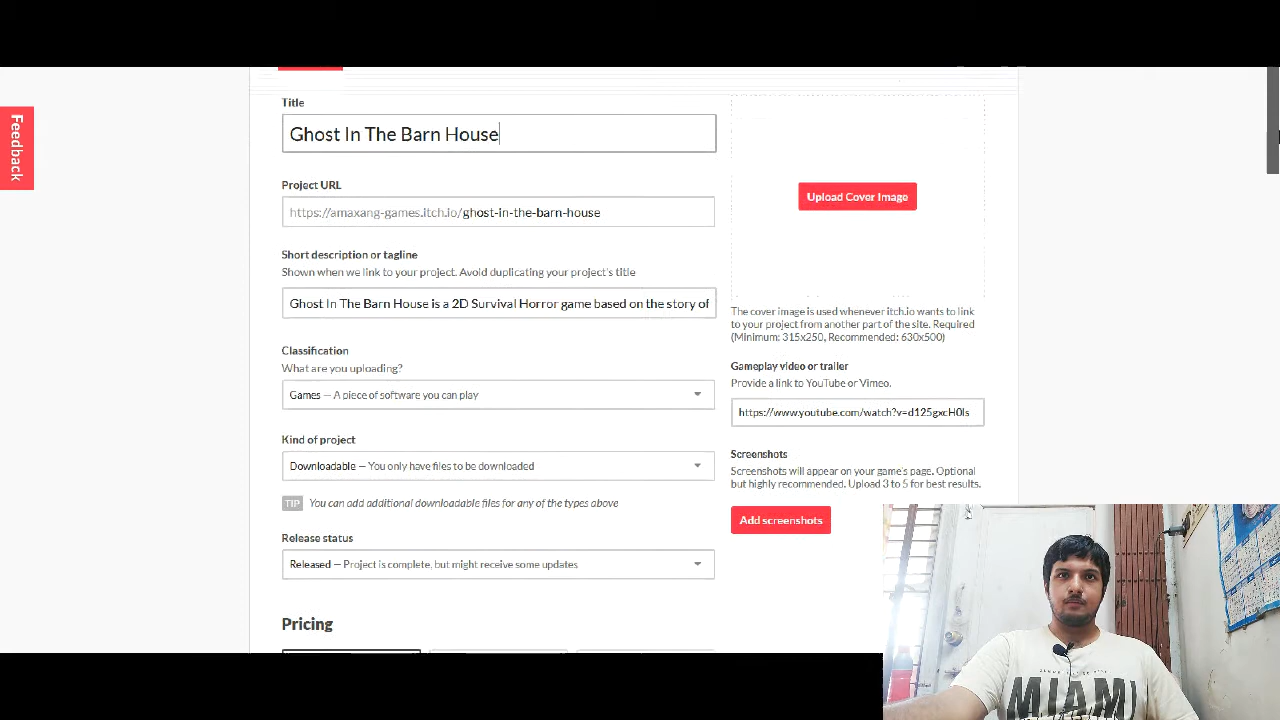 Feedback
Title
Ghost In The Barn House
Project URL
https://amaxang-games.itch.io/ghost-in-the-barn-house
Short description or tagline
Shown when we link to your project. Avoid duplicating your project's title
Ghost In The Barn House is a 2D Survival Horror game based on the story of
Classification
What are you uploading?
Games — A piece of software you can play
Kind of project
Downloadable — You only have files to be downloaded
TIP You can add additional downloadable files for any of the types above
Release status
Released — Project is complete, but might receive some updates
Pricing
Upload Cover Image
The cover image is used whenever itch.io wants to link
to your project from another part of the site. Required
(Minimum: 315x250, Recommended: 630x500)
Gameplay video or trailer
Provide a link to YouTube or Vimeo.
https://www.youtube.com/watch?v=d125gxcH0ls
Screenshots
Screenshots will appear on your game's page. Optional
but highly recommended. Upload 3 to 5 for best results.
Add screenshots
MIAMI